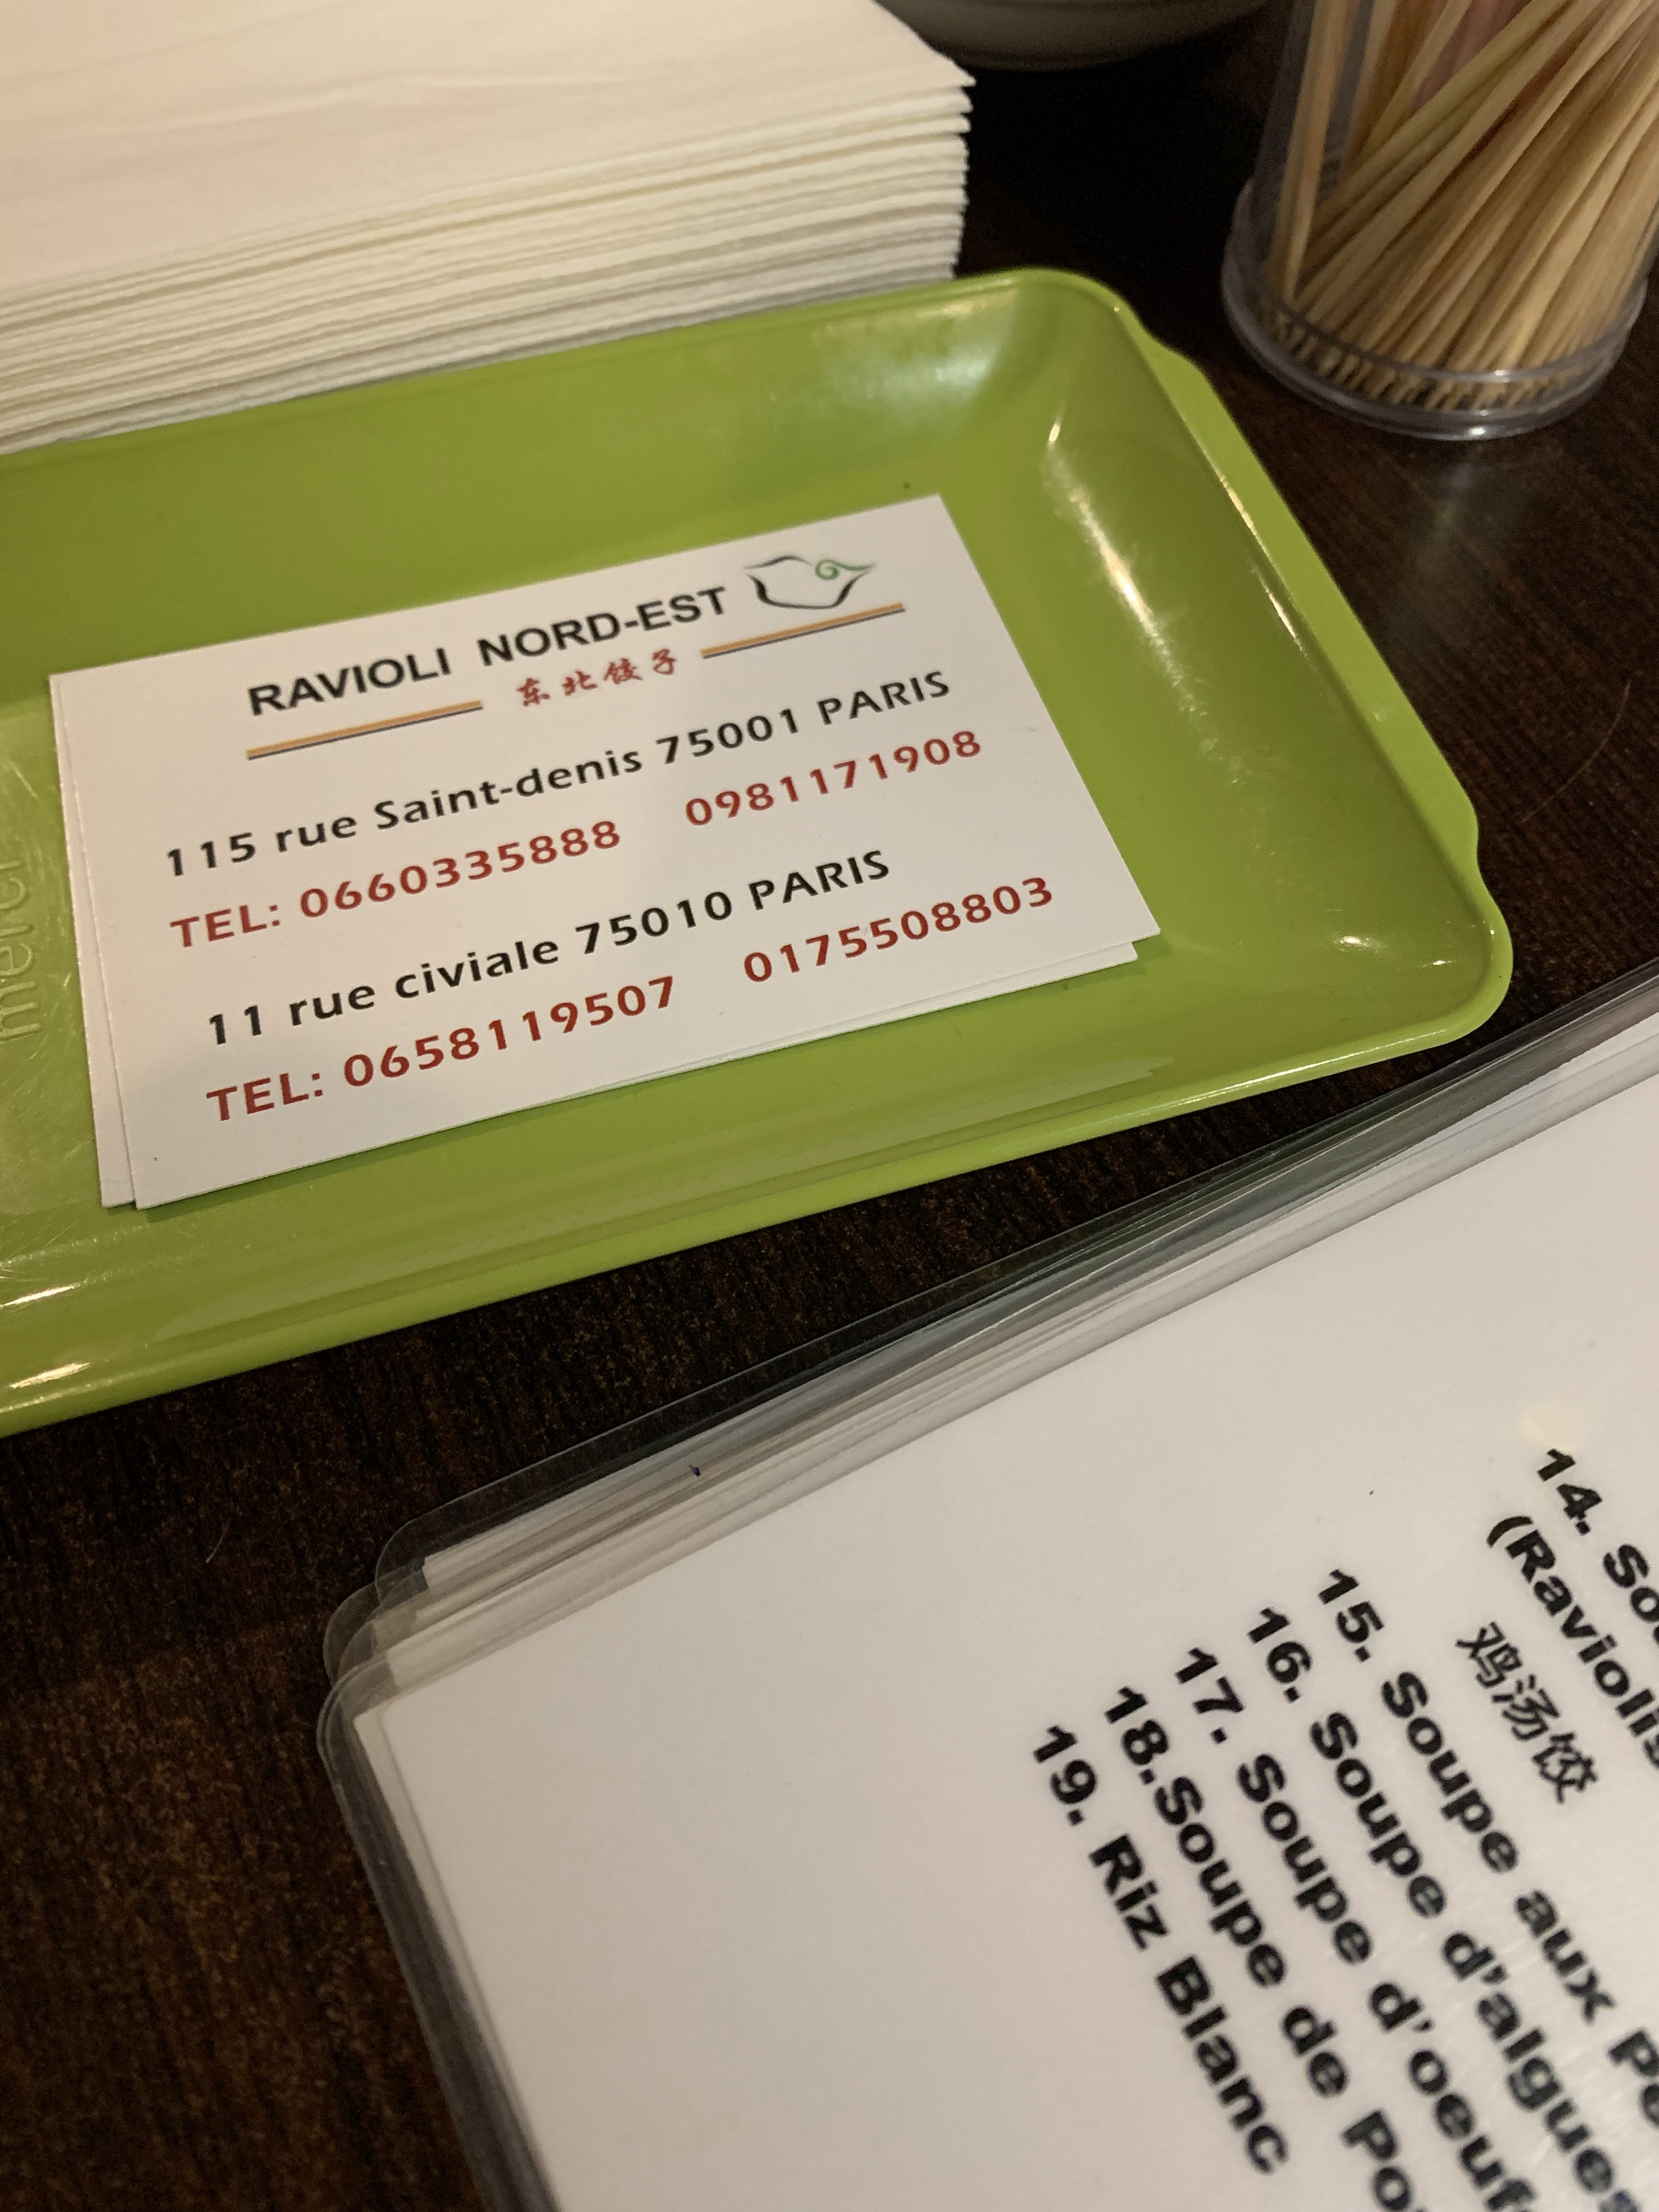 merci
RAVIOLI NORD-EST
东北饺子
115 rue Saint-denis 75001 PARIS
TEL: 0660335888 0981171908
11 rue civiale 75010 PARIS
TEL: 0658119507 0175508803
14.
(Raviolis
鸡汤饺
15. Soupe aux
16. Soupe d'algues
17. Soupe d'oeuf
18.Soupe de
19. Riz Blanc